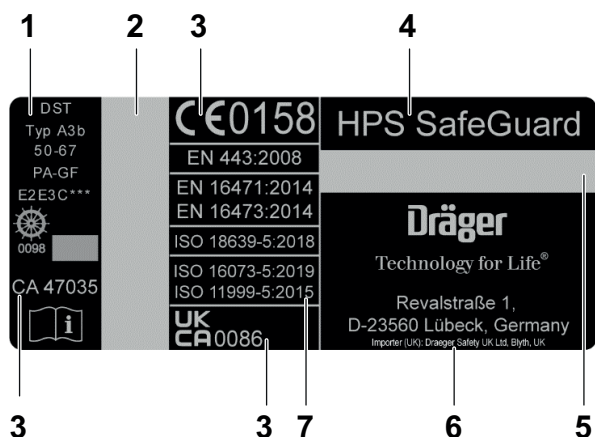 1 2 3 4
DST
Typ A3b
50-67
PA-GF
E2E3C***
0098
CA 47035
i
CE0158
EN 443:2008
EN 16471:2014
EN 16473:2014
ISO 18639-5:2018
ISO 16073-5:2019
ISO 11999-5:2015
UK
CA0086
HPS SafeGuard
Dräger
Technology for Life®
Revalstraße 1,
D-23560 Lübeck, Germany
Importer (UK): Draeger Safety UK Ltd, Blyth, UK
3 3 7 6 5